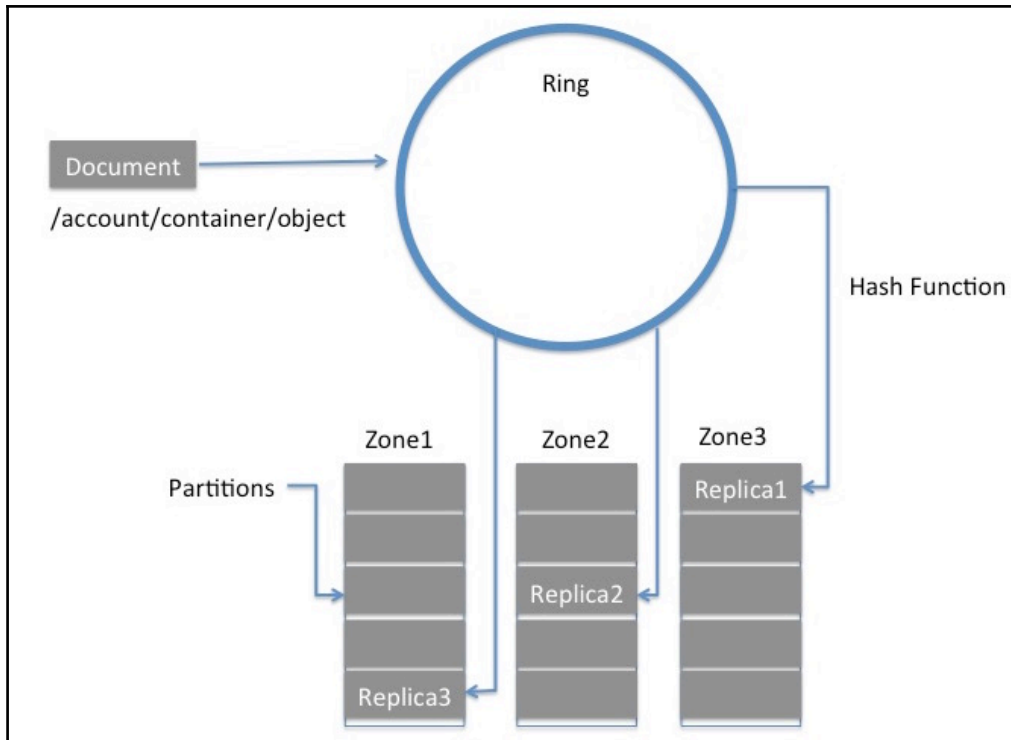 Ring
Document
/account/container/object
Hash Function
Zone1
Zone2
Zone3
Partitions
Replica1
Replica2
Replica3